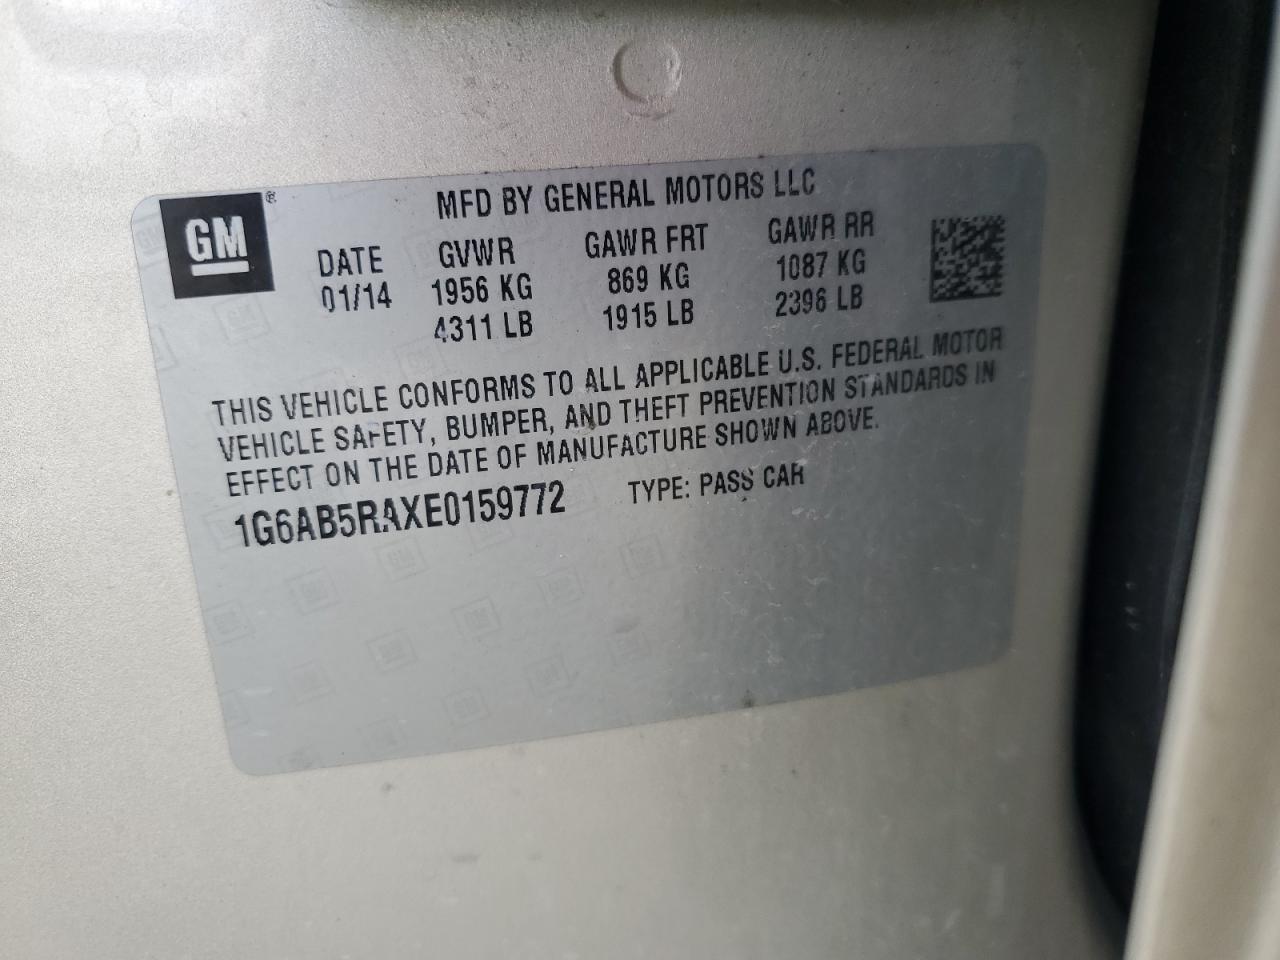 GM ®
MFD BY GENERAL MOTORS LLC
DATE GVWR GAWR FRT GAWR RR
01/14 1956 KG 869 KG 1087 KG
4311 LB 1915 LB 2396 LB
THIS VEHICLE CONFORMS TO ALL APPLICABLE U.S. FEDERAL MOTOR
VEHICLE SAFETY, BUMPER, AND THEFT PREVENTION STANDARDS IN
EFFECT ON THE DATE OF MANUFACTURE SHOWN ABOVE.
1G6AB5RAXE0159772 TYPE: PASS CAR